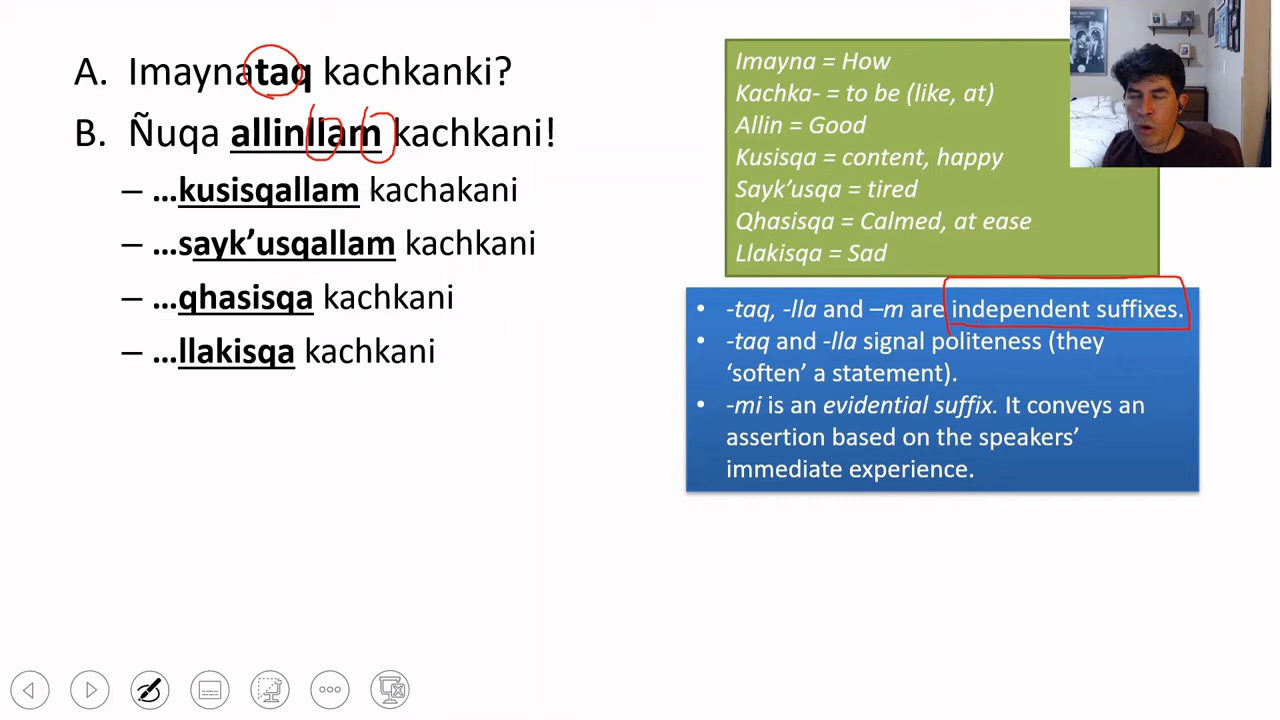 A. Imaynataq kachkanki?
B. Ñuqa allinllam kachkani!
– ...kusisqallam kachakani
– ...sayk’usqallam kachkani
– ...qhasisqa kachkani
– ...llakisqa kachkani
Imayna = How
Kachka- = to be (like, at)
Allin = Good
Kusisqa = content, happy
Sayk’usqa = tired
Qhasisqa = Calmed, at ease
Llakisqa = Sad
• -taq, -lla and –m are independent suffixes.
• -taq and -lla signal politeness (they
‘soften’ a statement).
• -mi is an evidential suffix. It conveys an
assertion based on the speakers’
immediate experience.